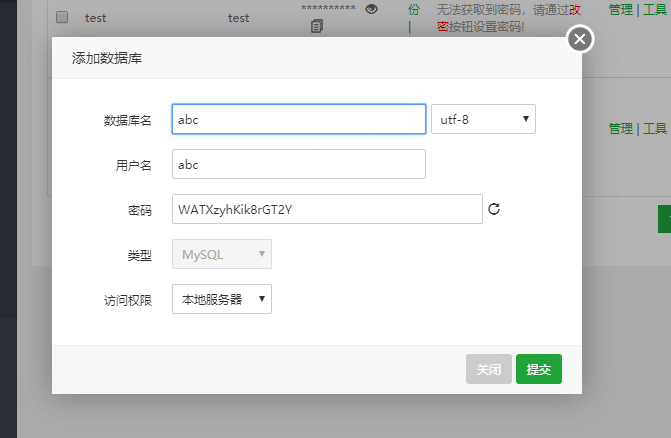 test test ********** 份 | 无法获取到密码，请通过改密按钮设置密码! 管理 | 工具
添加数据库
数据库名 abc utf-8
管理 | 工具
用户名 abc
密码 WATXzyhKik8rGT2Y
类型 MySQL
访问权限 本地服务器
关闭 提交